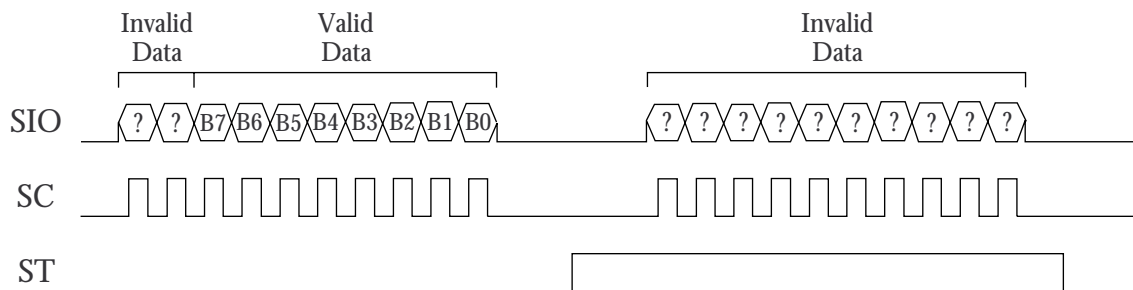 Invalid Data
Valid Data
Invalid Data
SIO ? ? B7 B6 B5 B4 B3 B2 B1 B0 ? ? ? ? ? ? ? ? ? ?
SC
ST